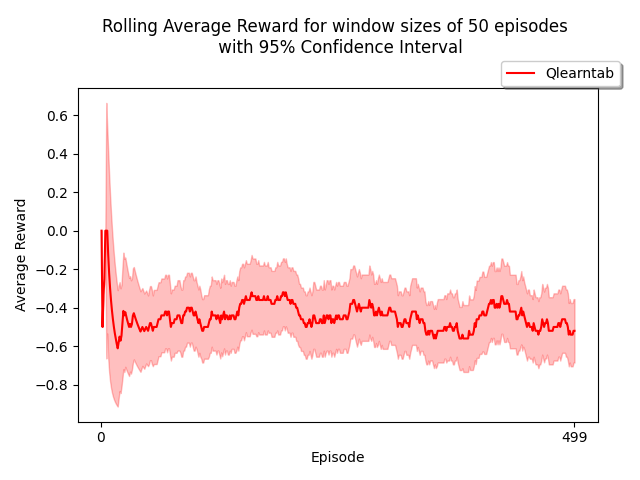 Rolling Average Reward for window sizes of 50 episodes
with 95% Confidence Interval
Qlearntab
0.6
0.4
0.2
0.0
−0.2
−0.4
−0.6
−0.8
Average Reward
0
499
Episode